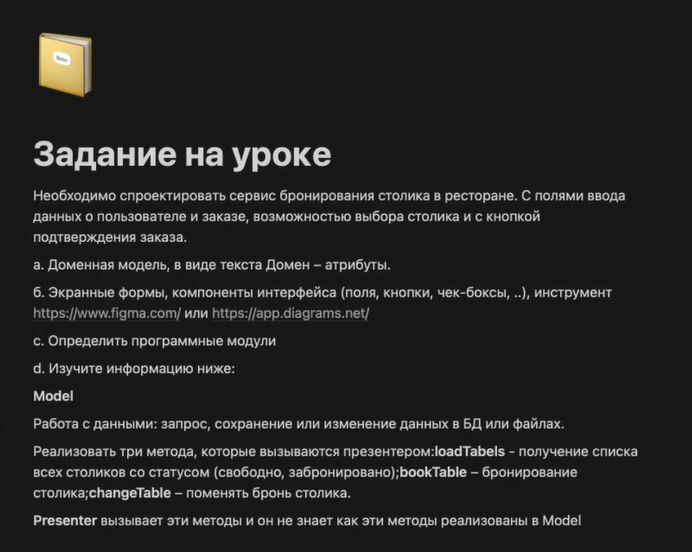 Notes
Задание на уроке
Необходимо спроектировать сервис бронирования столика в ресторане. С полями ввода
данных о пользователе и заказе, возможностью выбора столика и с кнопкой
подтверждения заказа.
а. Доменная модель, в виде текста Домен – атрибуты.
б. Экранные формы, компоненты интерфейса (поля, кнопки, чек-боксы, ..), инструмент
https://www.figma.com/ или https://app.diagrams.net/
с. Определить программные модули
d. Изучите информацию ниже:
Model
Работа с данными: запрос, сохранение или изменение данных в БД или файлах.
Реализовать три метода, которые вызываются презентером:loadTabels - получение списка
всех столиков со статусом (свободно, забронировано);bookTable – бронирование
столика;changeTable – поменять бронь столика.
Presenter вызывает эти методы и он не знает как эти методы реализованы в Model